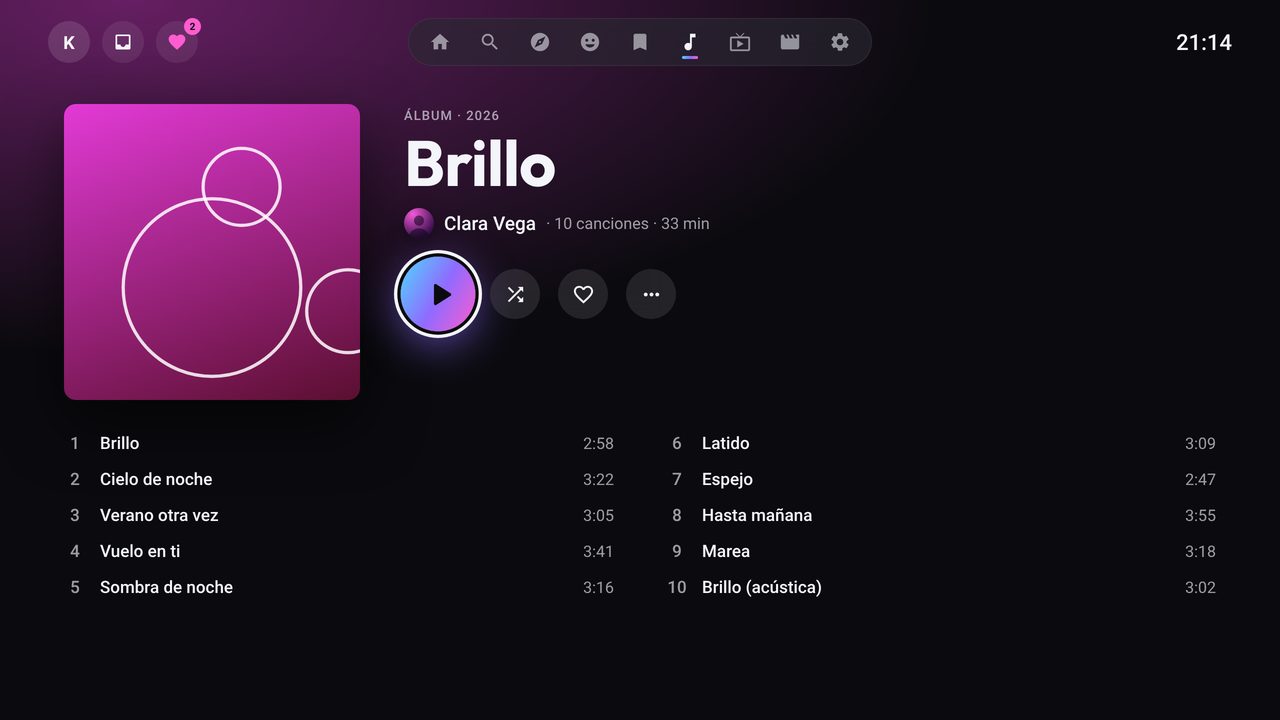 K
2
21:14
ÁLBUM · 2026
Brillo
Clara Vega · 10 canciones · 33 min
1 Brillo 2:58
2 Cielo de noche 3:22
3 Verano otra vez 3:05
4 Vuelo en ti 3:41
5 Sombra de noche 3:16
6 Latido 3:09
7 Espejo 2:47
8 Hasta mañana 3:55
9 Marea 3:18
10 Brillo (acústica) 3:02